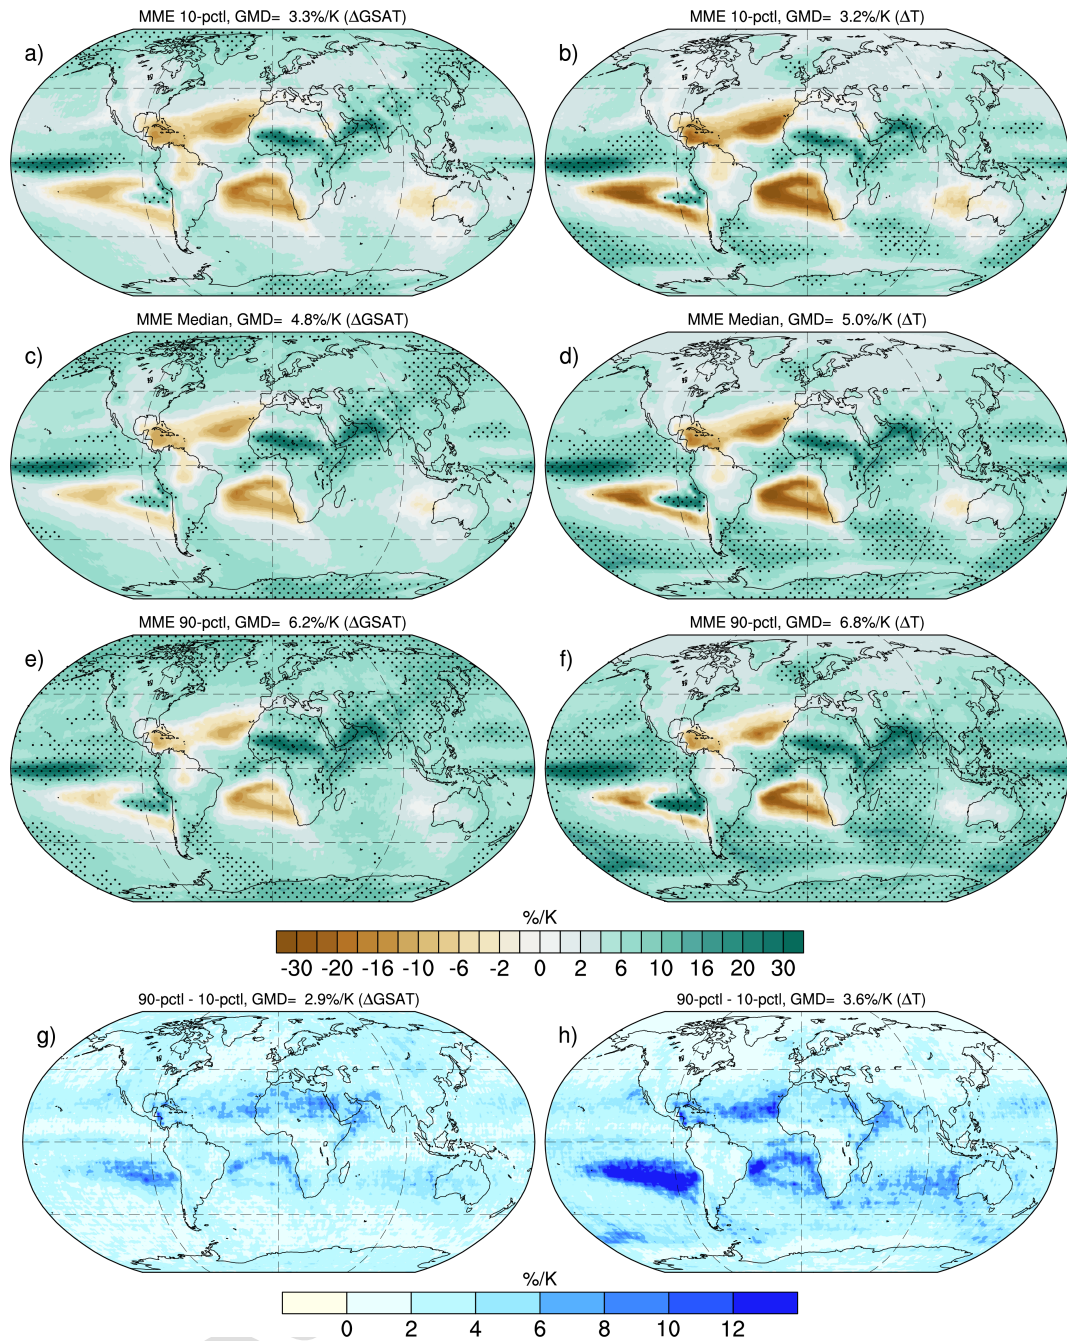 MME 10-pctl, GMD= 3.3%/K (ΔGSAT)
a)
MME 10-pctl, GMD= 3.2%/K (ΔT)
b)
MME Median, GMD= 4.8%/K (ΔGSAT)
c)
MME Median, GMD= 5.0%/K (ΔT)
d)
MME 90-pctl, GMD= 6.2%/K (ΔGSAT)
e)
MME 90-pctl, GMD= 6.8%/K (ΔT)
f)
%/K
-30 -20 -16 -10 -6 -2 0 2 6 10 16 20 30
90-pctl - 10-pctl, GMD= 2.9%/K (ΔGSAT)
g)
90-pctl - 10-pctl, GMD= 3.6%/K (ΔT)
h)
%/K
0 2 4 6 8 10 12